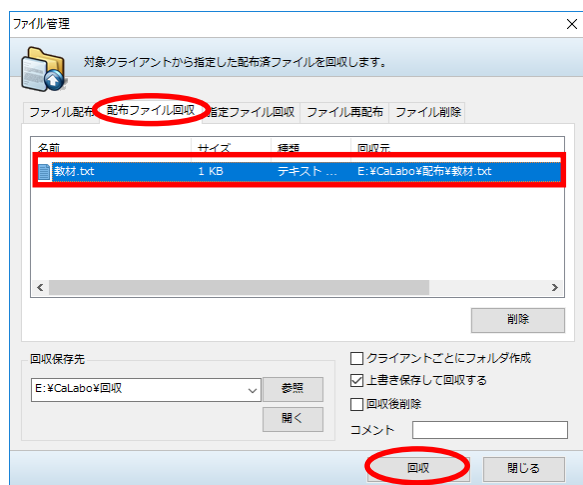 ファイル管理
対象クライアントから指定した配布済ファイルを回収します。
ファイル配布 配布ファイル回収 指定ファイル回収 ファイル再配布 ファイル削除
名前 サイズ 種類 回収元
教材.txt 1 KB テキスト ... E:¥CaLabo¥配布¥教材.txt
削除
回収保存先
E:¥CaLabo¥回収 参照
開く
クライアントごとにフォルダ作成
上書き保存して回収する
回収後削除
コメント
回収 閉じる